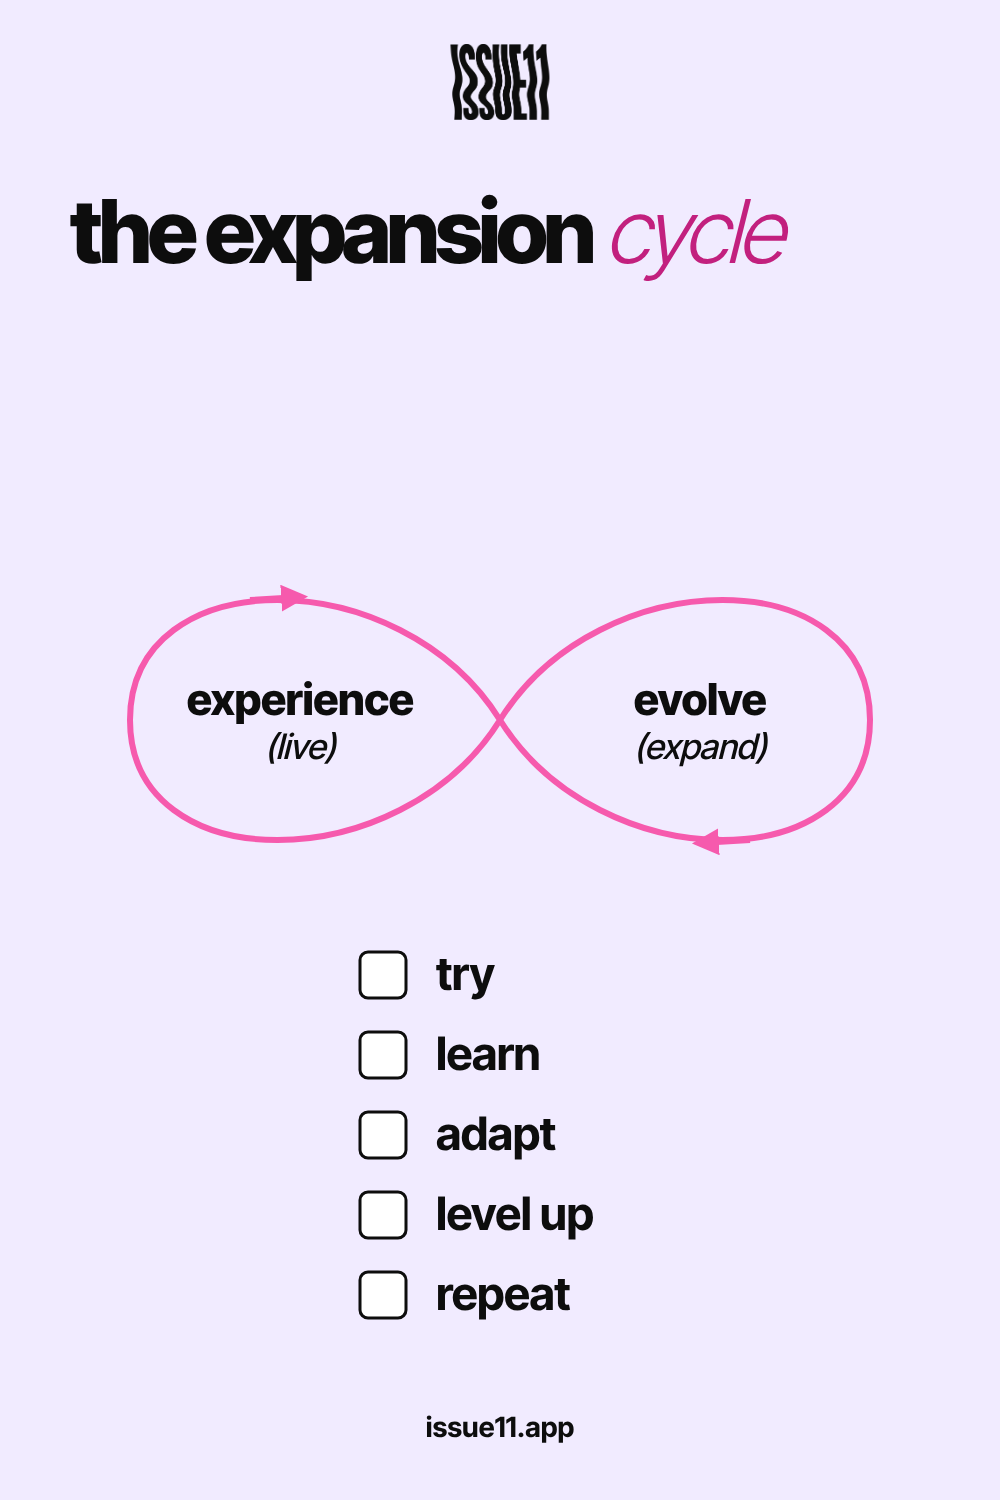 ISSUE11
the expansion cycle
experience
(live)
evolve
(expand)
try
learn
adapt
level up
repeat
issue11.app